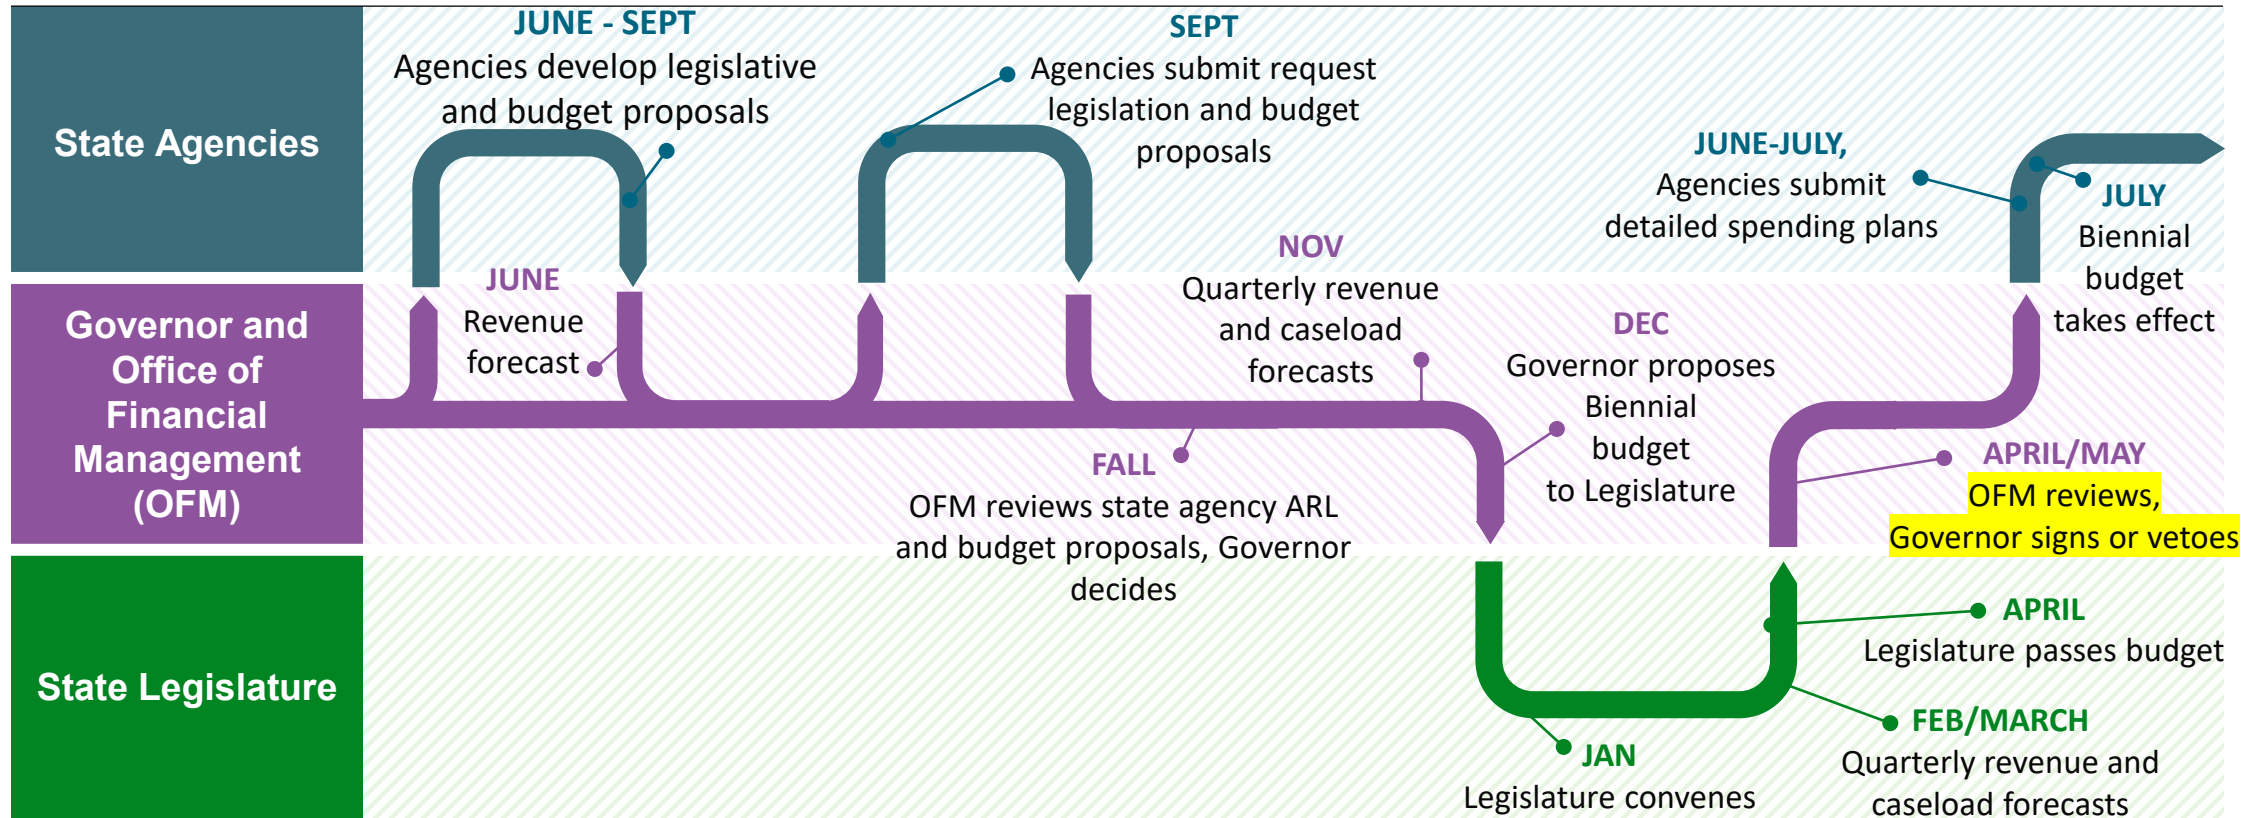 State Agencies
JUNE - SEPT
Agencies develop legislative
and budget proposals
SEPT
Agencies submit request
legislation and budget
proposals
JUNE-JULY,
Agencies submit
detailed spending plans
JULY
Biennial
budget
takes effect
Governor and
Office of
Financial
Management
(OFM)
JUNE
Revenue
forecast
FALL
OFM reviews state agency ARL
and budget proposals, Governor
decides
NOV
Quarterly revenue
and caseload
forecasts
DEC
Governor proposes
Biennial
budget
to Legislature
APRIL/MAY
OFM reviews,
Governor signs or vetoes
State Legislature
JAN
Legislature convenes
APRIL
Legislature passes budget
FEB/MARCH
Quarterly revenue and
caseload forecasts